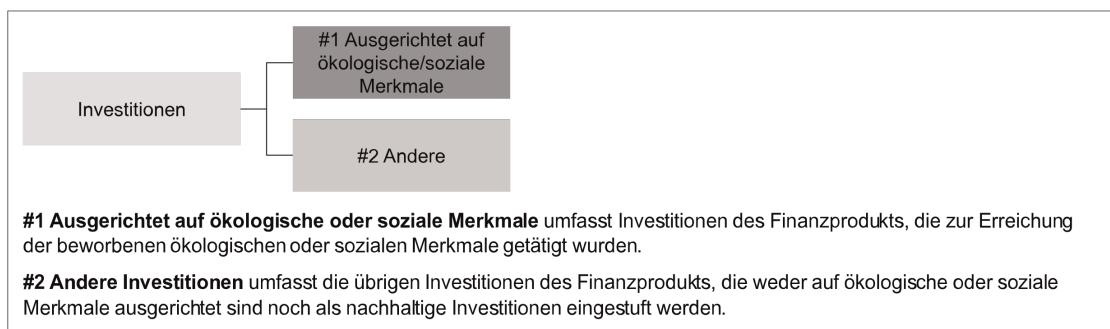 #1 Ausgerichtet auf
ökologische/soziale
Merkmale
Investitionen
#2 Andere
#1 Ausgerichtet auf ökologische oder soziale Merkmale umfasst Investitionen des Finanzprodukts, die zur Erreichung
der beworbenen ökologischen oder sozialen Merkmale getätigt wurden.
#2 Andere Investitionen umfasst die übrigen Investitionen des Finanzprodukts, die weder auf ökologische oder soziale
Merkmale ausgerichtet sind noch als nachhaltige Investitionen eingestuft werden.